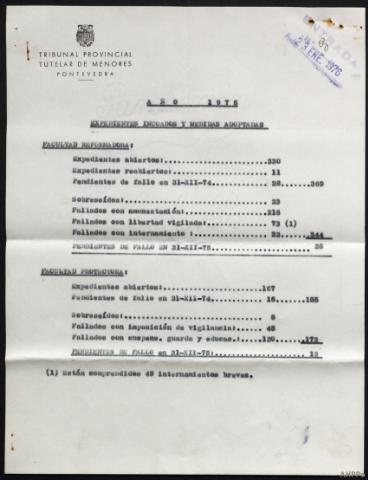 TRIBUNAL PROVINCIAL
TUTELAR DE MENORES
PONTEVEDRA
ENTRADA
23 ENE. 1976
AÑO 1975
EXPEDIENTES INCOADOS Y MEDIDAS ADOPTADAS
FACULTAD REFORMADORA:
Expedientes abiertos:....................330
Expedientes reabiertos:.................. 11
Pendientes de fallo en 31-XII-74............ 28......369
Sobreseídos:............. 23
Fallados con amonestación:...............216
Fallados con libertad vigilada:.......... 73 (1)
Fallados con internamiento :............. 32......344
PENDIENTES DE FALLO EN 31-XII-75:.............. 25
FACULTAD PROTECTORA:
Expedientes abiertos:..................167
Pendientes de fallo en 31-XII-74............ 18......185
Sobreseídos:............. 8
Fallados con imposición de vigilancia:..... 45
Fallados con suspens. guarda y educac.:.....120......173
PENDIENTES DE FALLO EN 31-XII-75:............. 12
(1) Están comprendidos 49 internamientos breves.